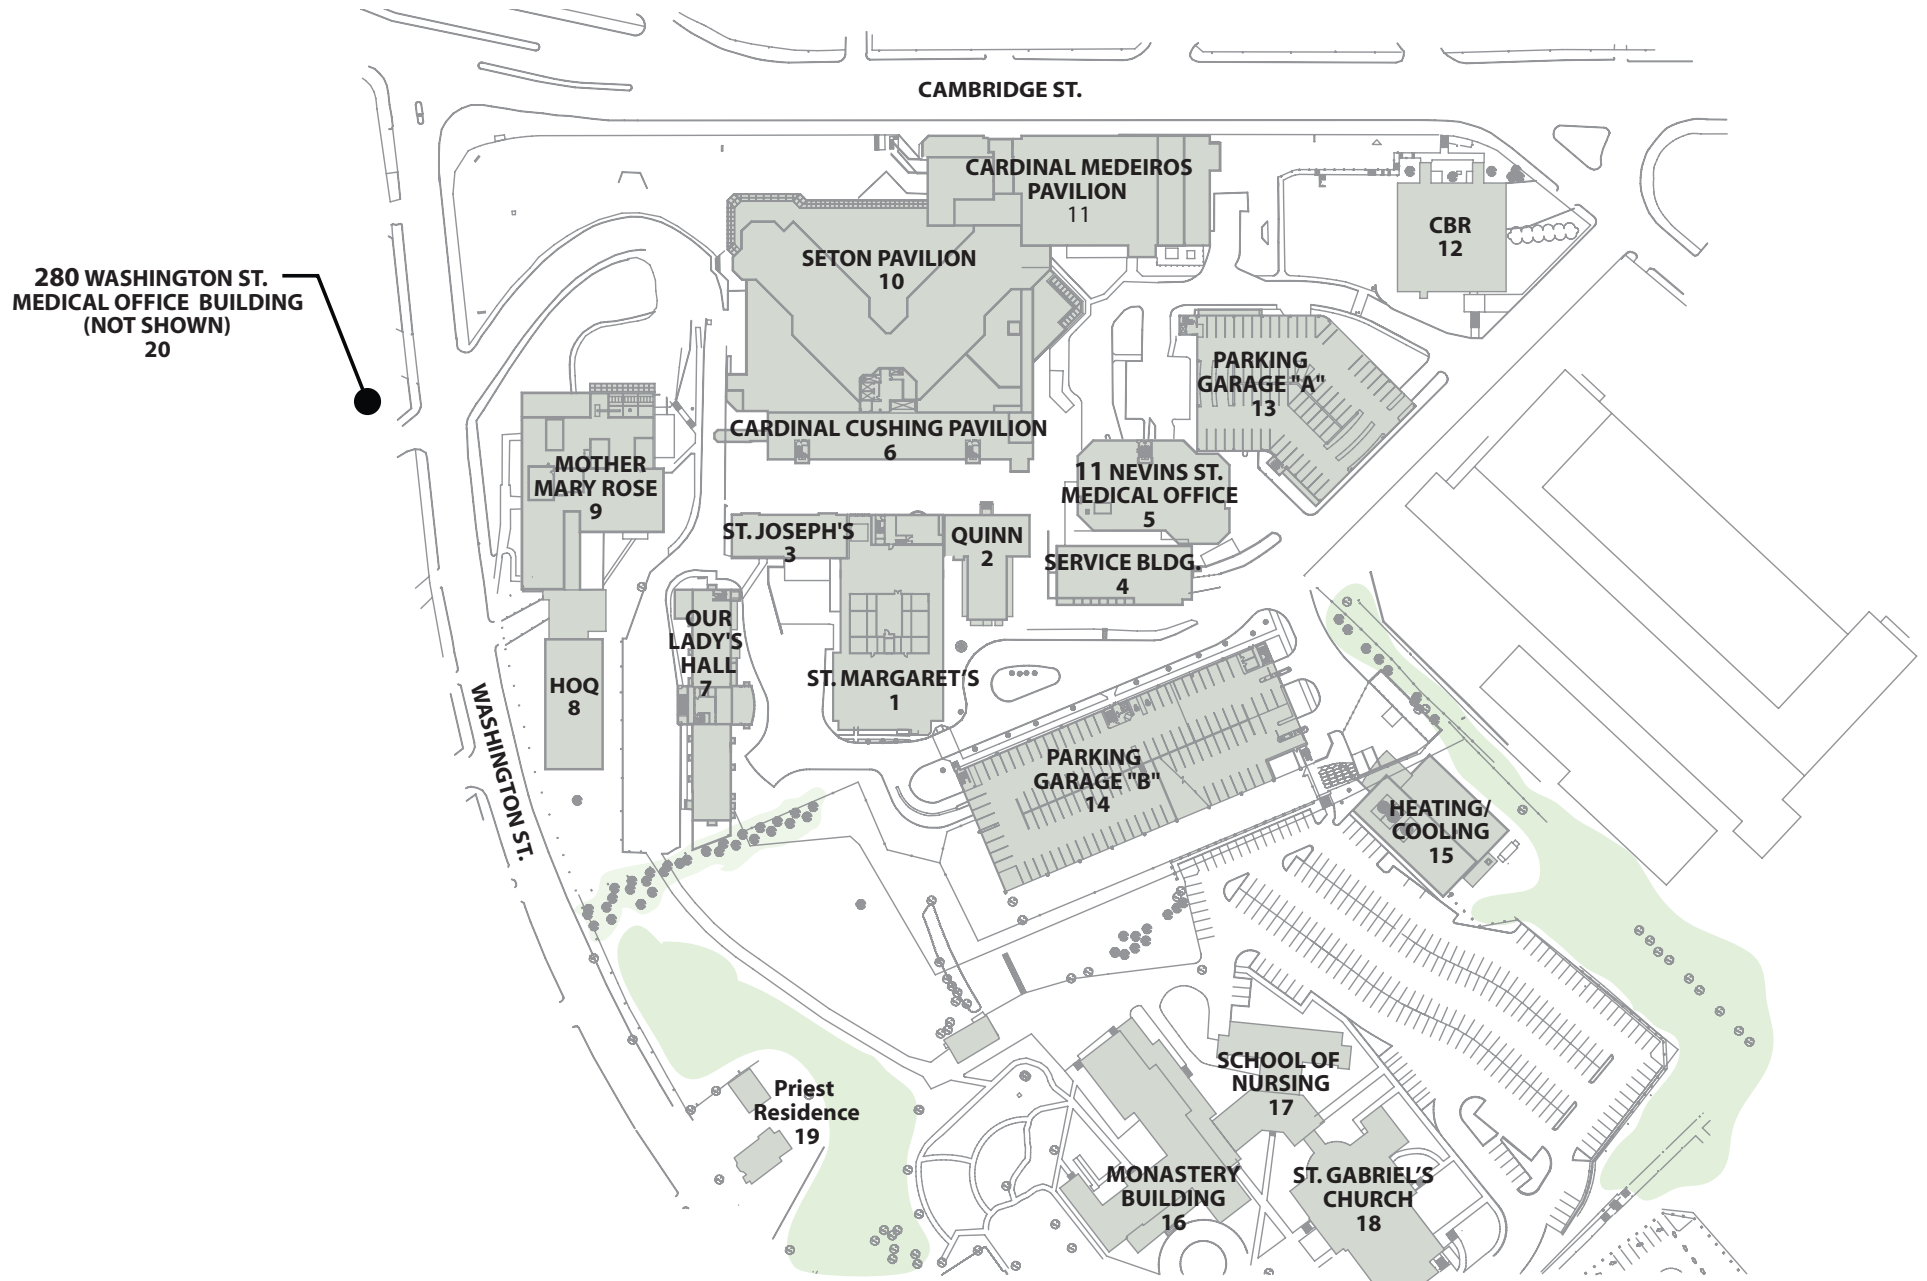 CAMBRIDGE ST.
CARDINAL MEDEIROS
PAVILION
11
CBR
12
SETON PAVILION
10
280 WASHINGTON ST.
MEDICAL OFFICE BUILDING
(NOT SHOWN)
20
PARKING
GARAGE "A"
13
CARDINAL CUSHING PAVILION
6
MOTHER
MARY ROSE
9
11 NEVINS ST.
MEDICAL OFFICE
5
ST. JOSEPH'S
3
QUINN
2
SERVICE BLDG.
4
OUR
LADY'S
HALL
7
HOQ
8
ST. MARGARET'S
1
WASHINGTON ST.
PARKING
GARAGE "B"
14
HEATING/
COOLING
15
SCHOOL OF
NURSING
17
Priest
Residence
19
MONASTERY
BUILDING
16
ST. GABRIEL’S
CHURCH
18